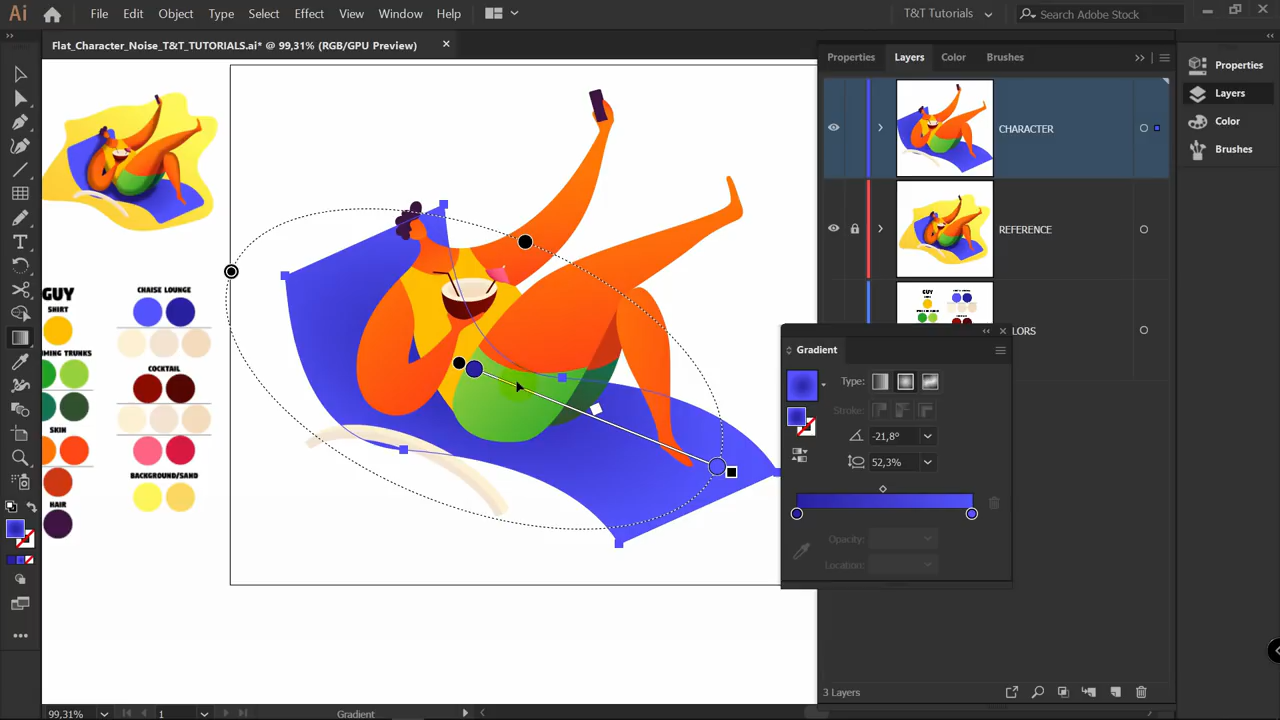 Ai File Edit Object Type Select Effect View Window Help T&T Tutorials Search Adobe Stock
Flat_Character_Noise_T&T_TUTORIALS.ai* @ 99,31% (RGB/GPU Preview)
Properties Layers Color Brushes
Properties
Layers
Color
Brushes
CHARACTER
REFERENCE
GUY
SHIRT
MING TRUNKS
SKIN
HAIR
CHAISE LOUNGE
COCKTAIL
BACKGROUND/SAND
GUY
OLORS
Gradient
Type:
Stroke:
-21,8°
52,3%
Opacity:
Location:
3 Layers
99,31% 1 Gradient